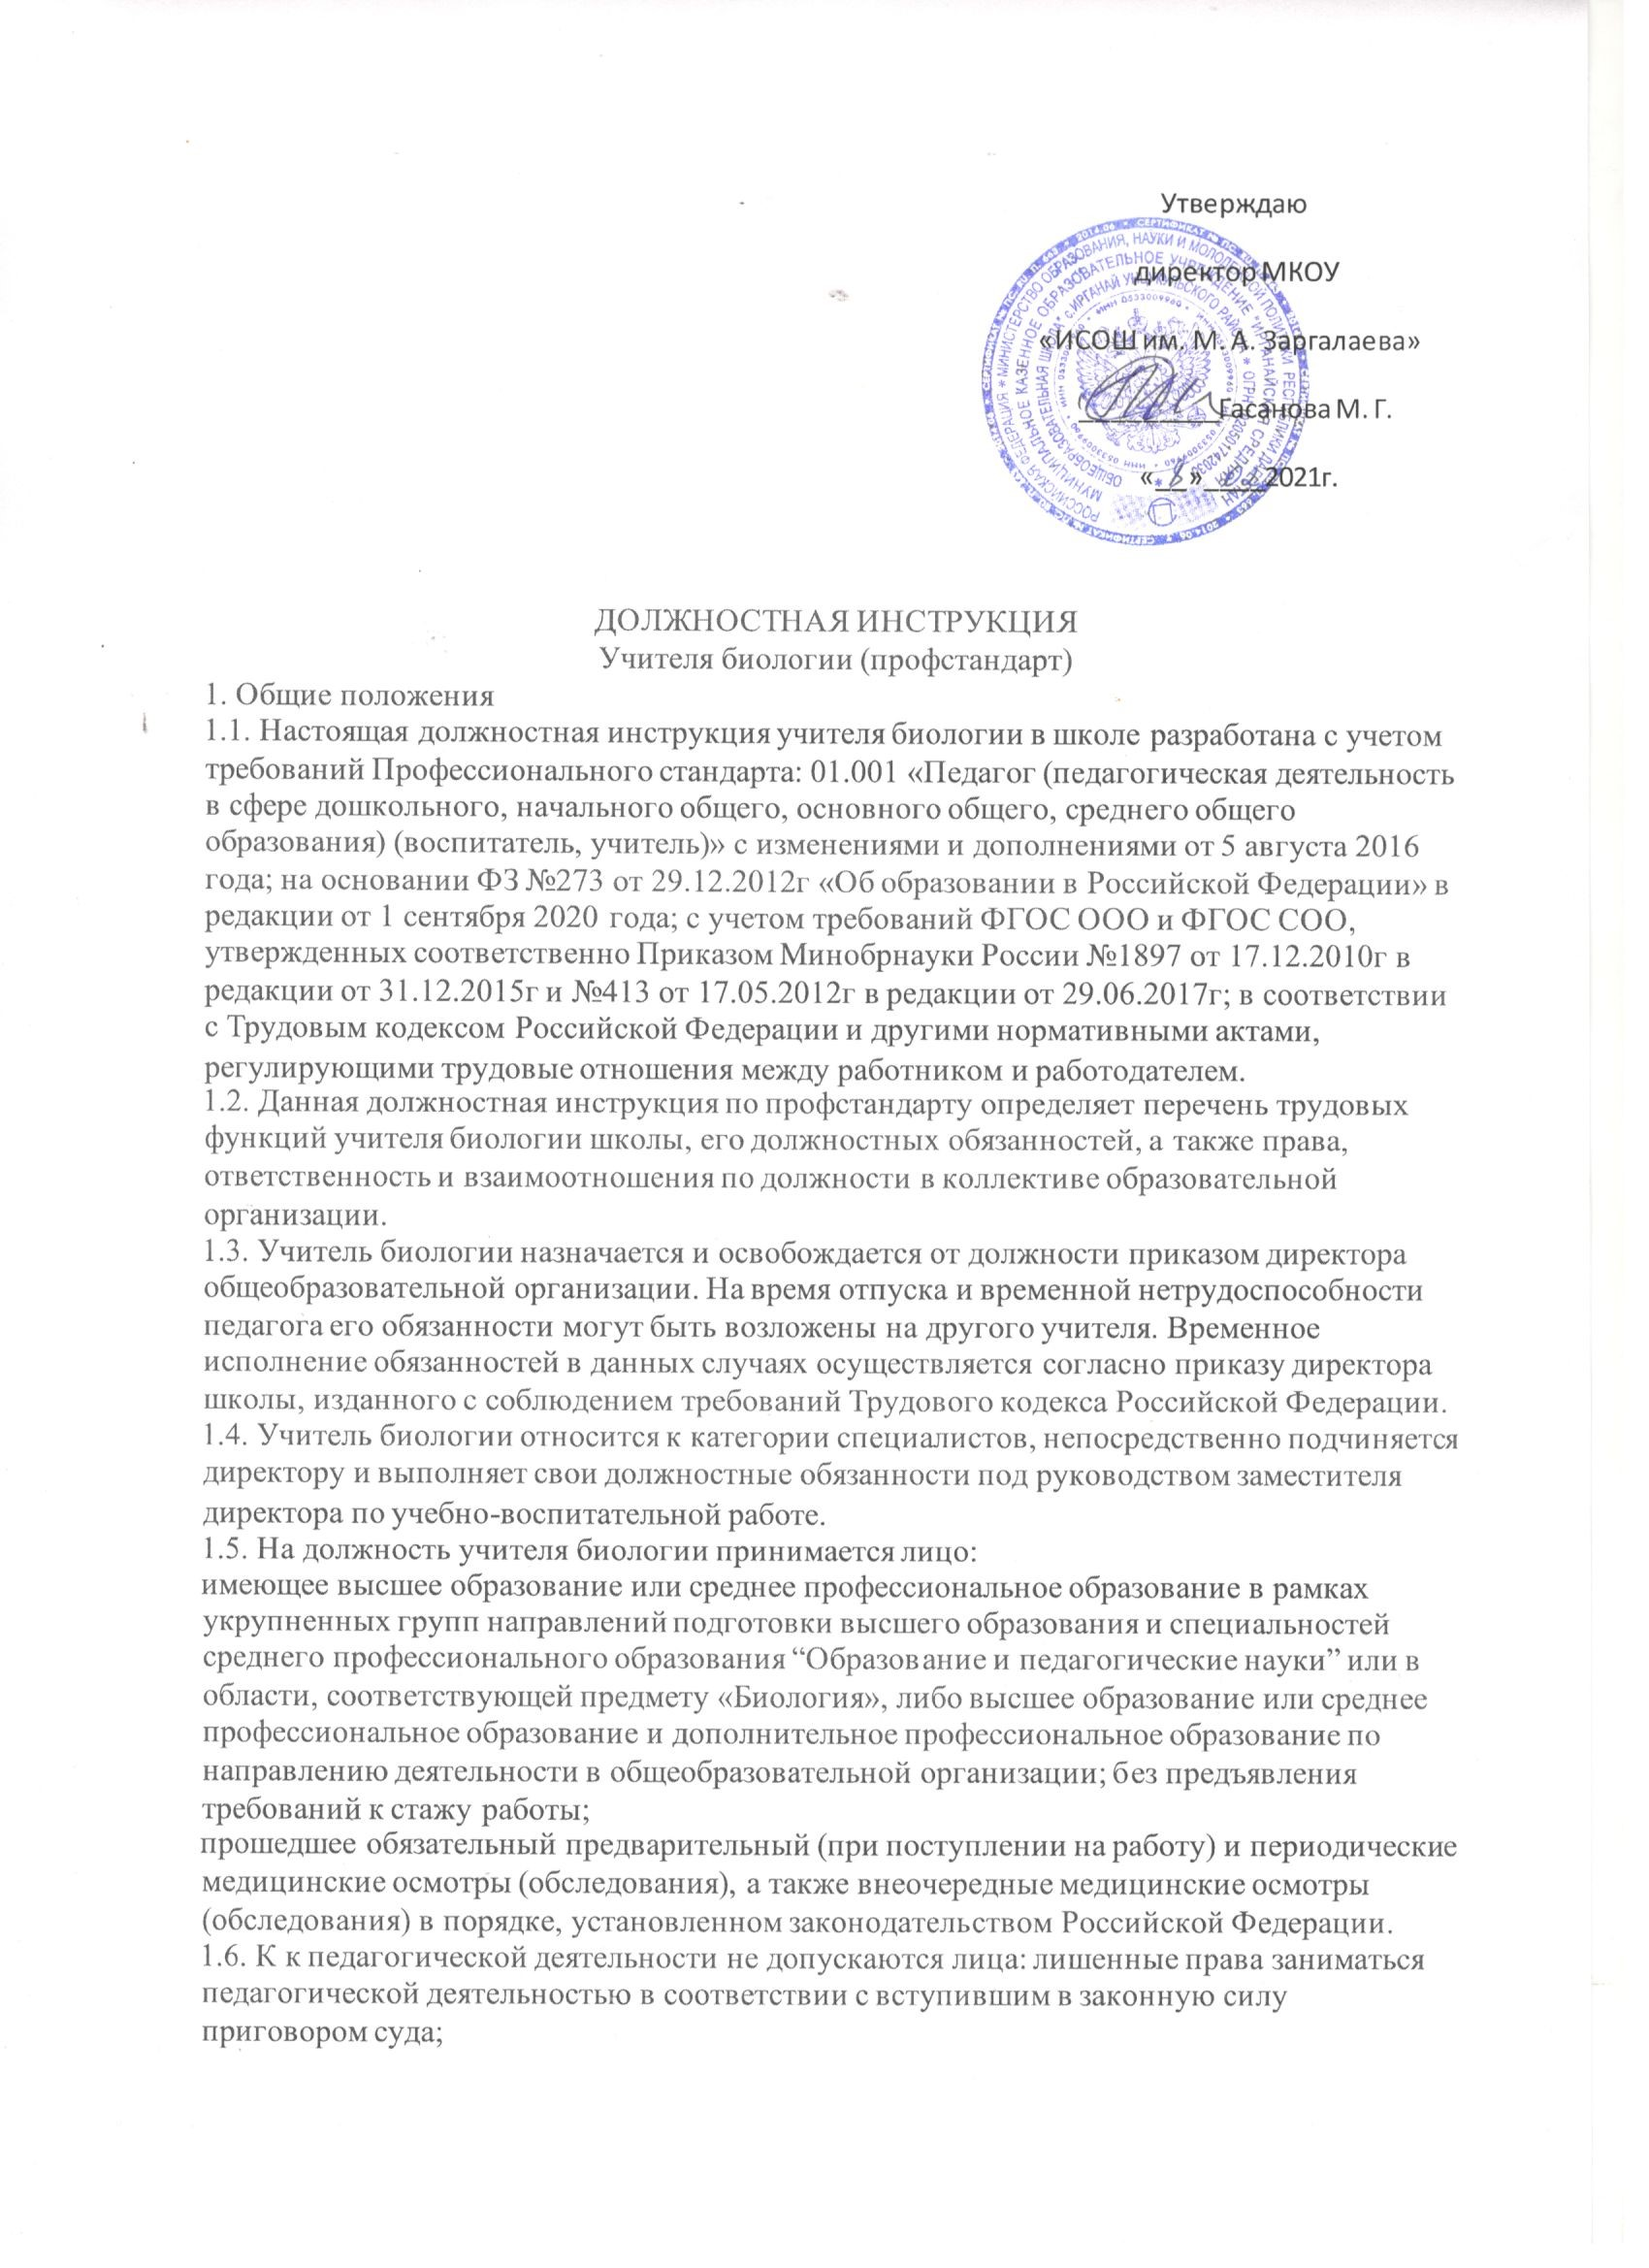 Утверждаю
директор МКОУ
«ИСОШ им. М. А. Заргалаева»
Гасанова М. Г.
«__»____2021г.
ДОЛЖНОСТНАЯ ИНСТРУКЦИЯ
Учителя биологии (профстандарт)
1. Общие положения
1.1. Настоящая должностная инструкция учителя биологии в школе разработана с учетом
требований Профессионального стандарта: 01.001 «Педагог (педагогическая деятельность
в сфере дошкольного, начального общего, основного общего, среднего общего
образования) (воспитатель, учитель)» с изменениями и дополнениями от 5 августа 2016
года; на основании ФЗ №273 от 29.12.2012г «Об образовании в Российской Федерации» в
редакции от 1 сентября 2020 года; с учетом требований ФГОС ООО и ФГОС СОО,
утвержденных соответственно Приказом Минобрнауки России №1897 от 17.12.2010г в
редакции от 31.12.2015г и №413 от 17.05.2012г в редакции от 29.06.2017г; в соответствии
с Трудовым кодексом Российской Федерации и другими нормативными актами,
регулирующими трудовые отношения между работником и работодателем.
1.2. Данная должностная инструкция по профстандарту определяет перечень трудовых
функций учителя биологии школы, его должностных обязанностей, а также права,
ответственность и взаимоотношения по должности в коллективе образовательной
организации.
1.3. Учитель биологии назначается и освобождается от должности приказом директора
общеобразовательной организации. На время отпуска и временной нетрудоспособности
педагога его обязанности могут быть возложены на другого учителя. Временное
исполнение обязанностей в данных случаях осуществляется согласно приказу директора
школы, изданного с соблюдением требований Трудового кодекса Российской Федерации.
1.4. Учитель биологии относится к категории специалистов, непосредственно подчиняется
директору и выполняет свои должностные обязанности под руководством заместителя
директора по учебно-воспитательной работе.
1.5. На должность учителя биологии принимается лицо:
имеющее высшее образование или среднее профессиональное образование в рамках
укрупненных групп направлений подготовки высшего образования и специальностей
среднего профессионального образования “Образование и педагогические науки” или в
области, соответствующей предмету «Биология», либо высшее образование или среднее
профессиональное образование и дополнительное профессиональное образование по
направлению деятельности в общеобразовательной организации; без предъявления
требований к стажу работы;
прошедшее обязательный предварительный (при поступлении на работу) и периодические
медицинские осмотры (обследования), а также внеочередные медицинские осмотры
(обследования) в порядке, установленном законодательством Российской Федерации.
1.6. К к педагогической деятельности не допускаются лица: лишенные права заниматься
педагогической деятельностью в соответствии с вступившим в законную силу
приговором суда;